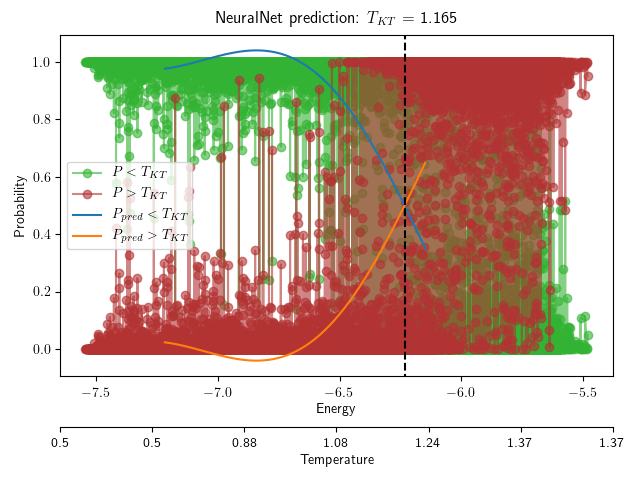 NeuralNet prediction: T_{KT} = 1.165
Probability
1.0
0.8
0.6
0.4
0.2
0.0
P < T_{KT}
P > T_{KT}
P_{pred} < T_{KT}
P_{pred} > T_{KT}
−7.5 −7.0 −6.5 −6.0 −5.5
Energy
0.5 0.5 0.88 1.08 1.24 1.37 1.37
Temperature